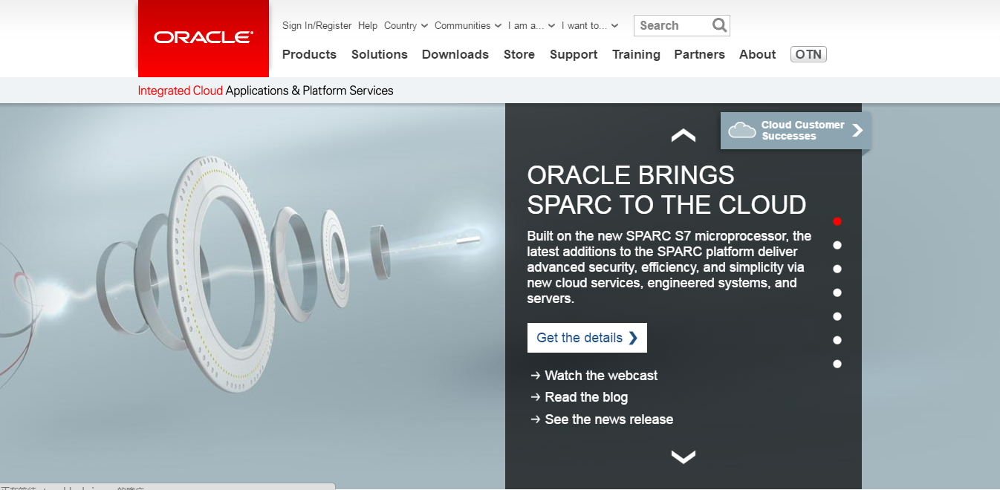 ORACLE
Sign In/Register Help Country Communities I am a... I want to... Search
Products Solutions Downloads Store Support Training Partners About OTN
Integrated Cloud Applications & Platform Services
Cloud Customer
Successes
ORACLE BRINGS
SPARC TO THE CLOUD
Built on the new SPARC S7 microprocessor, the
latest additions to the SPARC platform deliver
advanced security, efficiency, and simplicity via
new cloud services, engineered systems, and
servers.
Get the details
Watch the webcast
Read the blog
See the news release